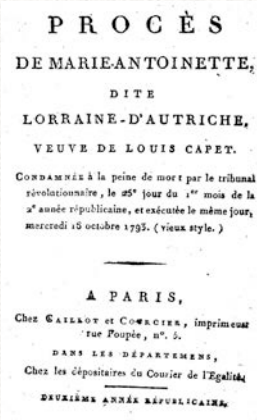 PROCÈS
DE MARIE-ANTOINETTE,
DITE
LORRAINE-D'AUTRICHE,
VEUVE DE LOUIS CAPET.
CONDAMNÉE à la peine de mort par le tribunal
révolutionnaire, le 25e jour du 1er mois de la
2e année républicaine, et exécutée le même jour,
mercredi 16 octobre 1793. (vieux style.)
A PARIS,
Chez CAILLOT et COURCIER, imprimeurs
rue Poupée, n°. 5.
DANS LES DÉPARTEMENS,
Chez les dépositaires du Courier de l'Egalité,
DEUXIÈME ANNÉE RÉPUBLICAINE.